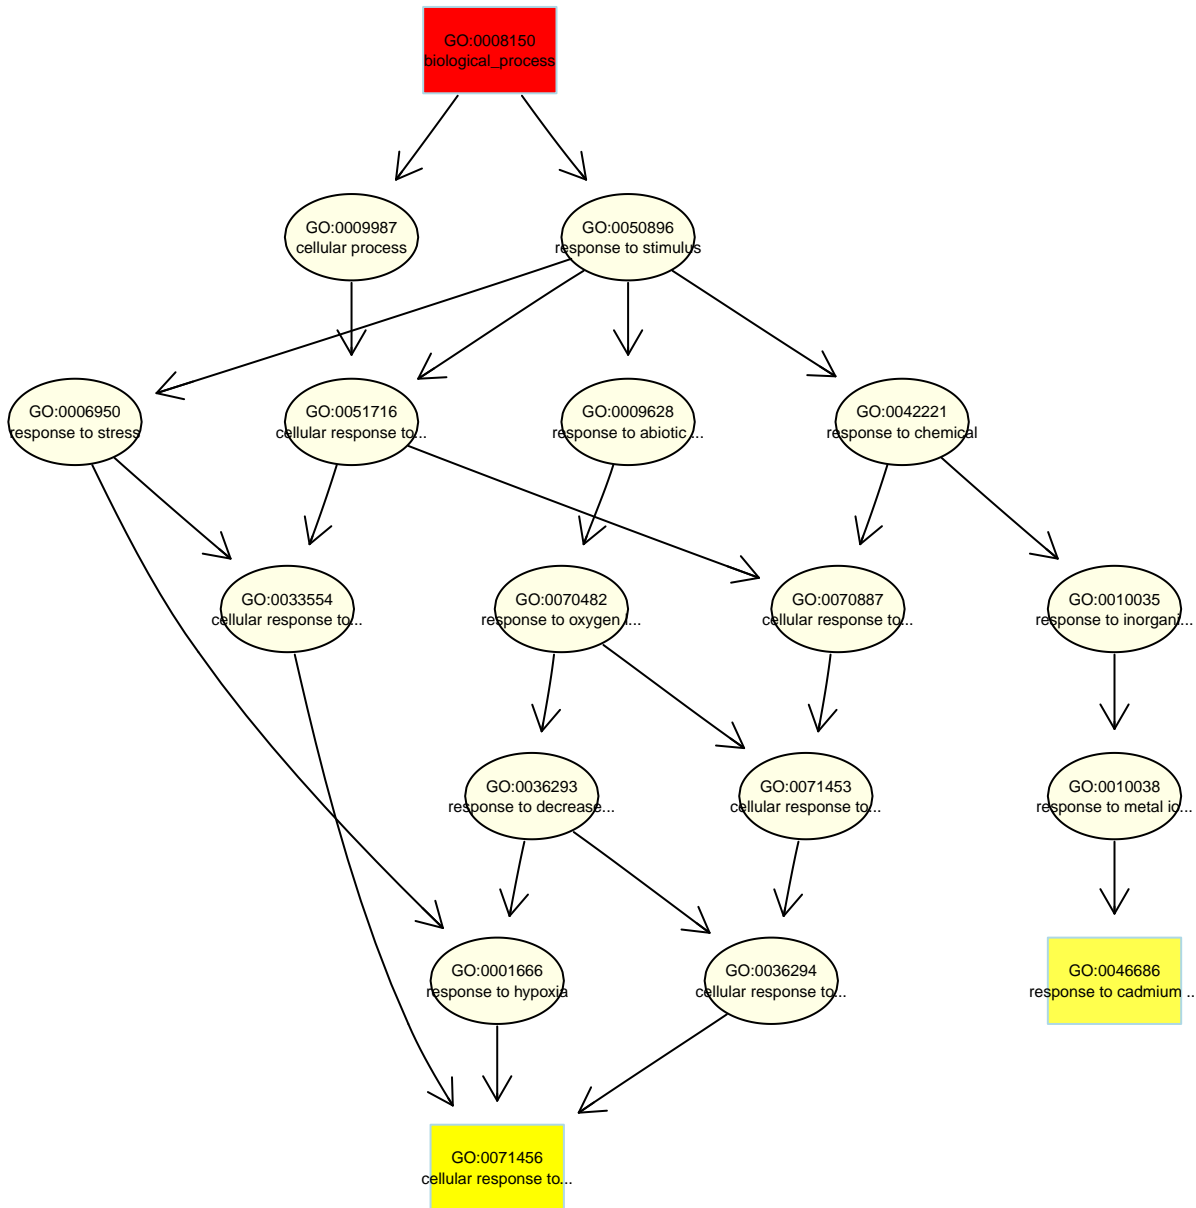 GO:0008150
biological_process
GO:0009987
cellular process
GO:0050896
response to stimulus
GO:0006950
response to stress
GO:0051716
cellular response to...
GO:0009628
response to abiotic ...
GO:0042221
response to chemical
GO:0033554
cellular response to...
GO:0070482
response to oxygen l...
GO:0070887
cellular response to...
GO:0010035
response to inorgani...
GO:0036293
response to decrease...
GO:0071453
cellular response to...
GO:0010038
response to metal io...
GO:0001666
response to hypoxia
GO:0036294
cellular response to...
GO:0046686
response to cadmium ...
GO:0071456
cellular response to...